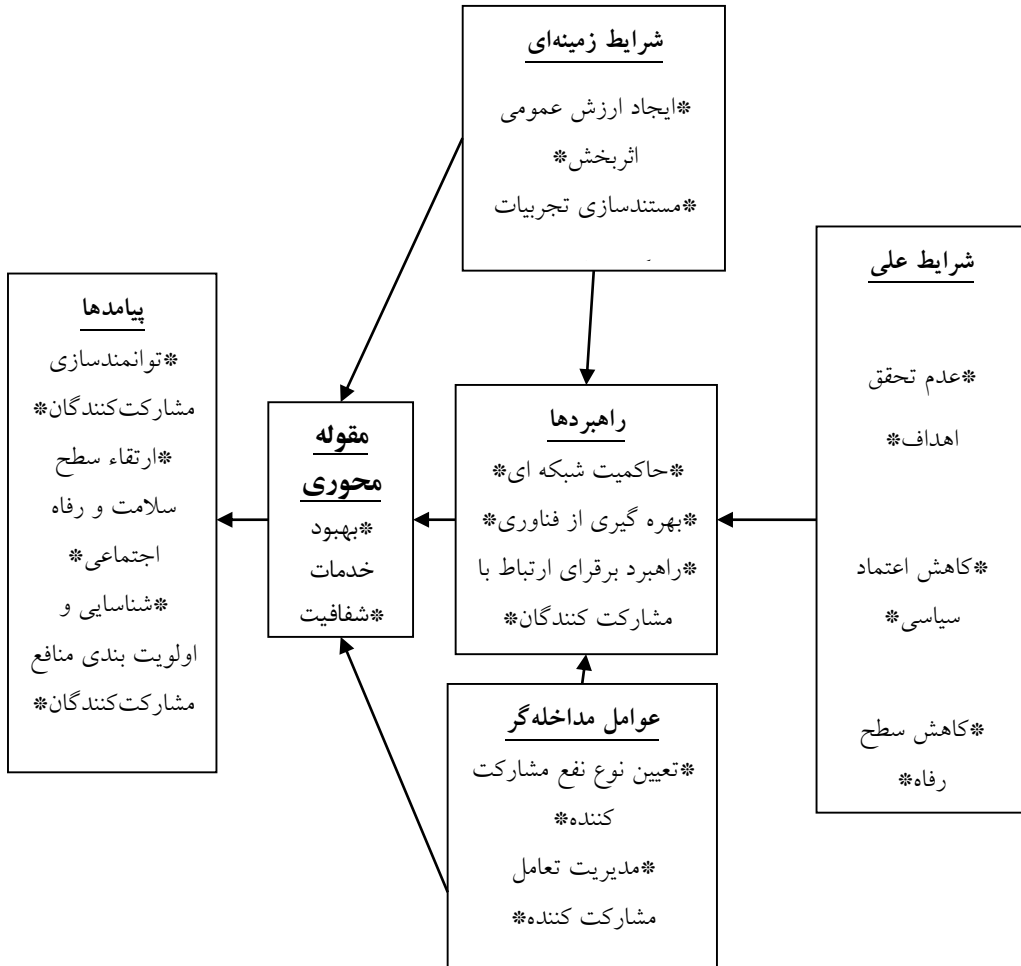 شرایط زمینه‌ای
*ایجاد ارزش عمومی
اثربخش*
*مستندسازی تجربیات
شرایط علی
*عدم تحقق
اهداف*
*کاهش اعتماد
سیاسی*
*کاهش سطح
رفاه*
راهبردها
*حاکمیت شبکه ای*
*بهره گیری از فناوری*
*راهبرد برقرای ارتباط با
مشارکت کنندگان*
عوامل مداخله‌گر
*تعیین نوع نفع مشارکت
کننده*
*مدیریت تعامل
مشارکت کننده*
مقوله
محوری
*بهبود
خدمات
*شفافیت
پیامدها
*توانمندسازی
مشارکت‌کنندگان*
*ارتقاء سطح
سلامت و رفاه
اجتماعی*
*شناسایی و
اولویت بندی منافع
مشارکت‌کنندگان*